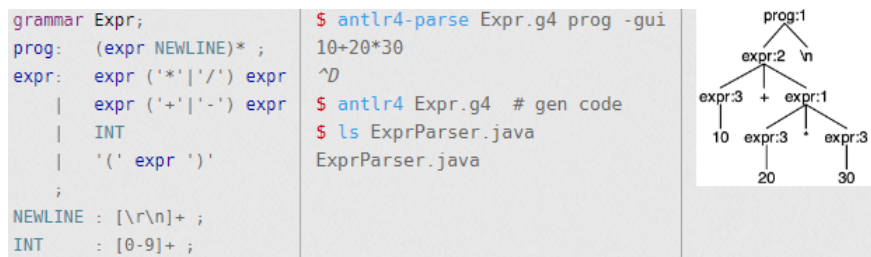 grammar Expr;
prog:   (expr NEWLINE)* ;
expr:   expr ('*'|'/') expr
    |   expr ('+'|'-') expr
    |   INT
    |   '(' expr ')'
    ;
NEWLINE : [\r\n]+ ;
INT     : [0-9]+ ;
$ antlr4-parse Expr.g4 prog -gui
10+20*30
^D
$ antlr4 Expr.g4  # gen code
$ ls ExprParser.java
ExprParser.java
prog:1
expr:2 \n
expr:3 + expr:1
10 expr:3 * expr:3
20 30